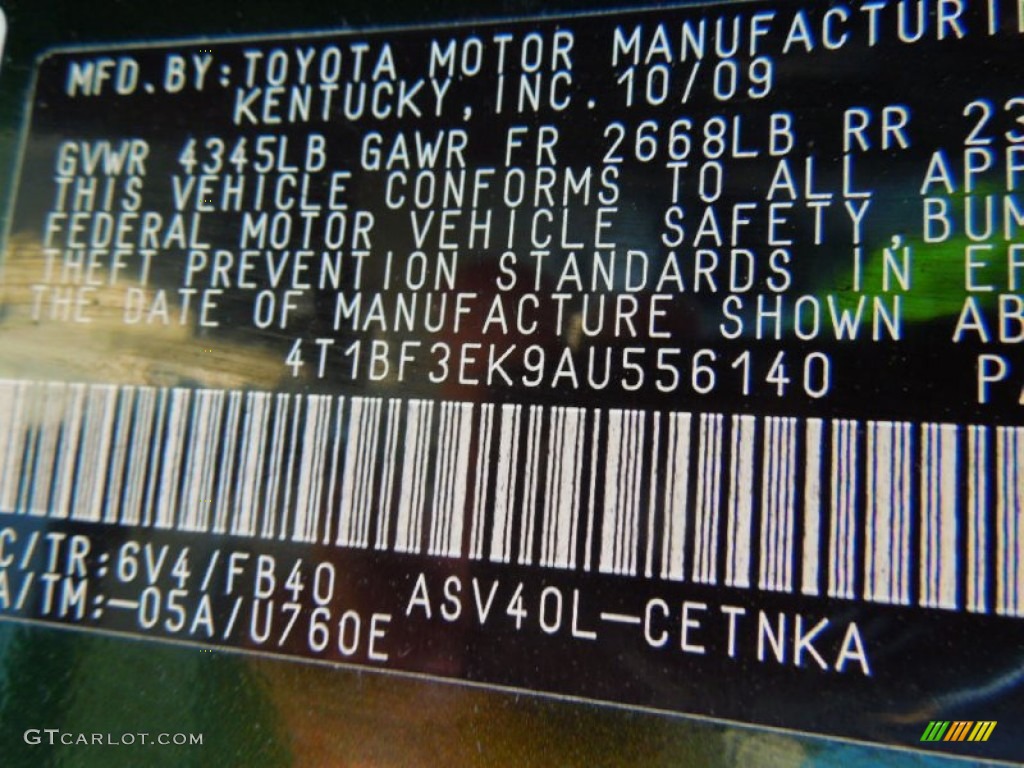 MFD.BY:TOYOTA MOTOR MANUFACTURI
KENTUCKY, INC. 10/09
GVWR 4345LB GAWR FR 2668LB RR 23
THIS VEHICLE CONFORMS TO ALL APP
FEDERAL MOTOR VEHICLE SAFETY,BUM
THEFT PREVENTION STANDARDS IN EF
THE DATE OF MANUFACTURE SHOWN AB
4T1BF3EK9AU556140 PA
C/TR:6V4/FB40 ASV40L-CETNKA
A/TM:-05A/U760E
GTCARLOT.COM